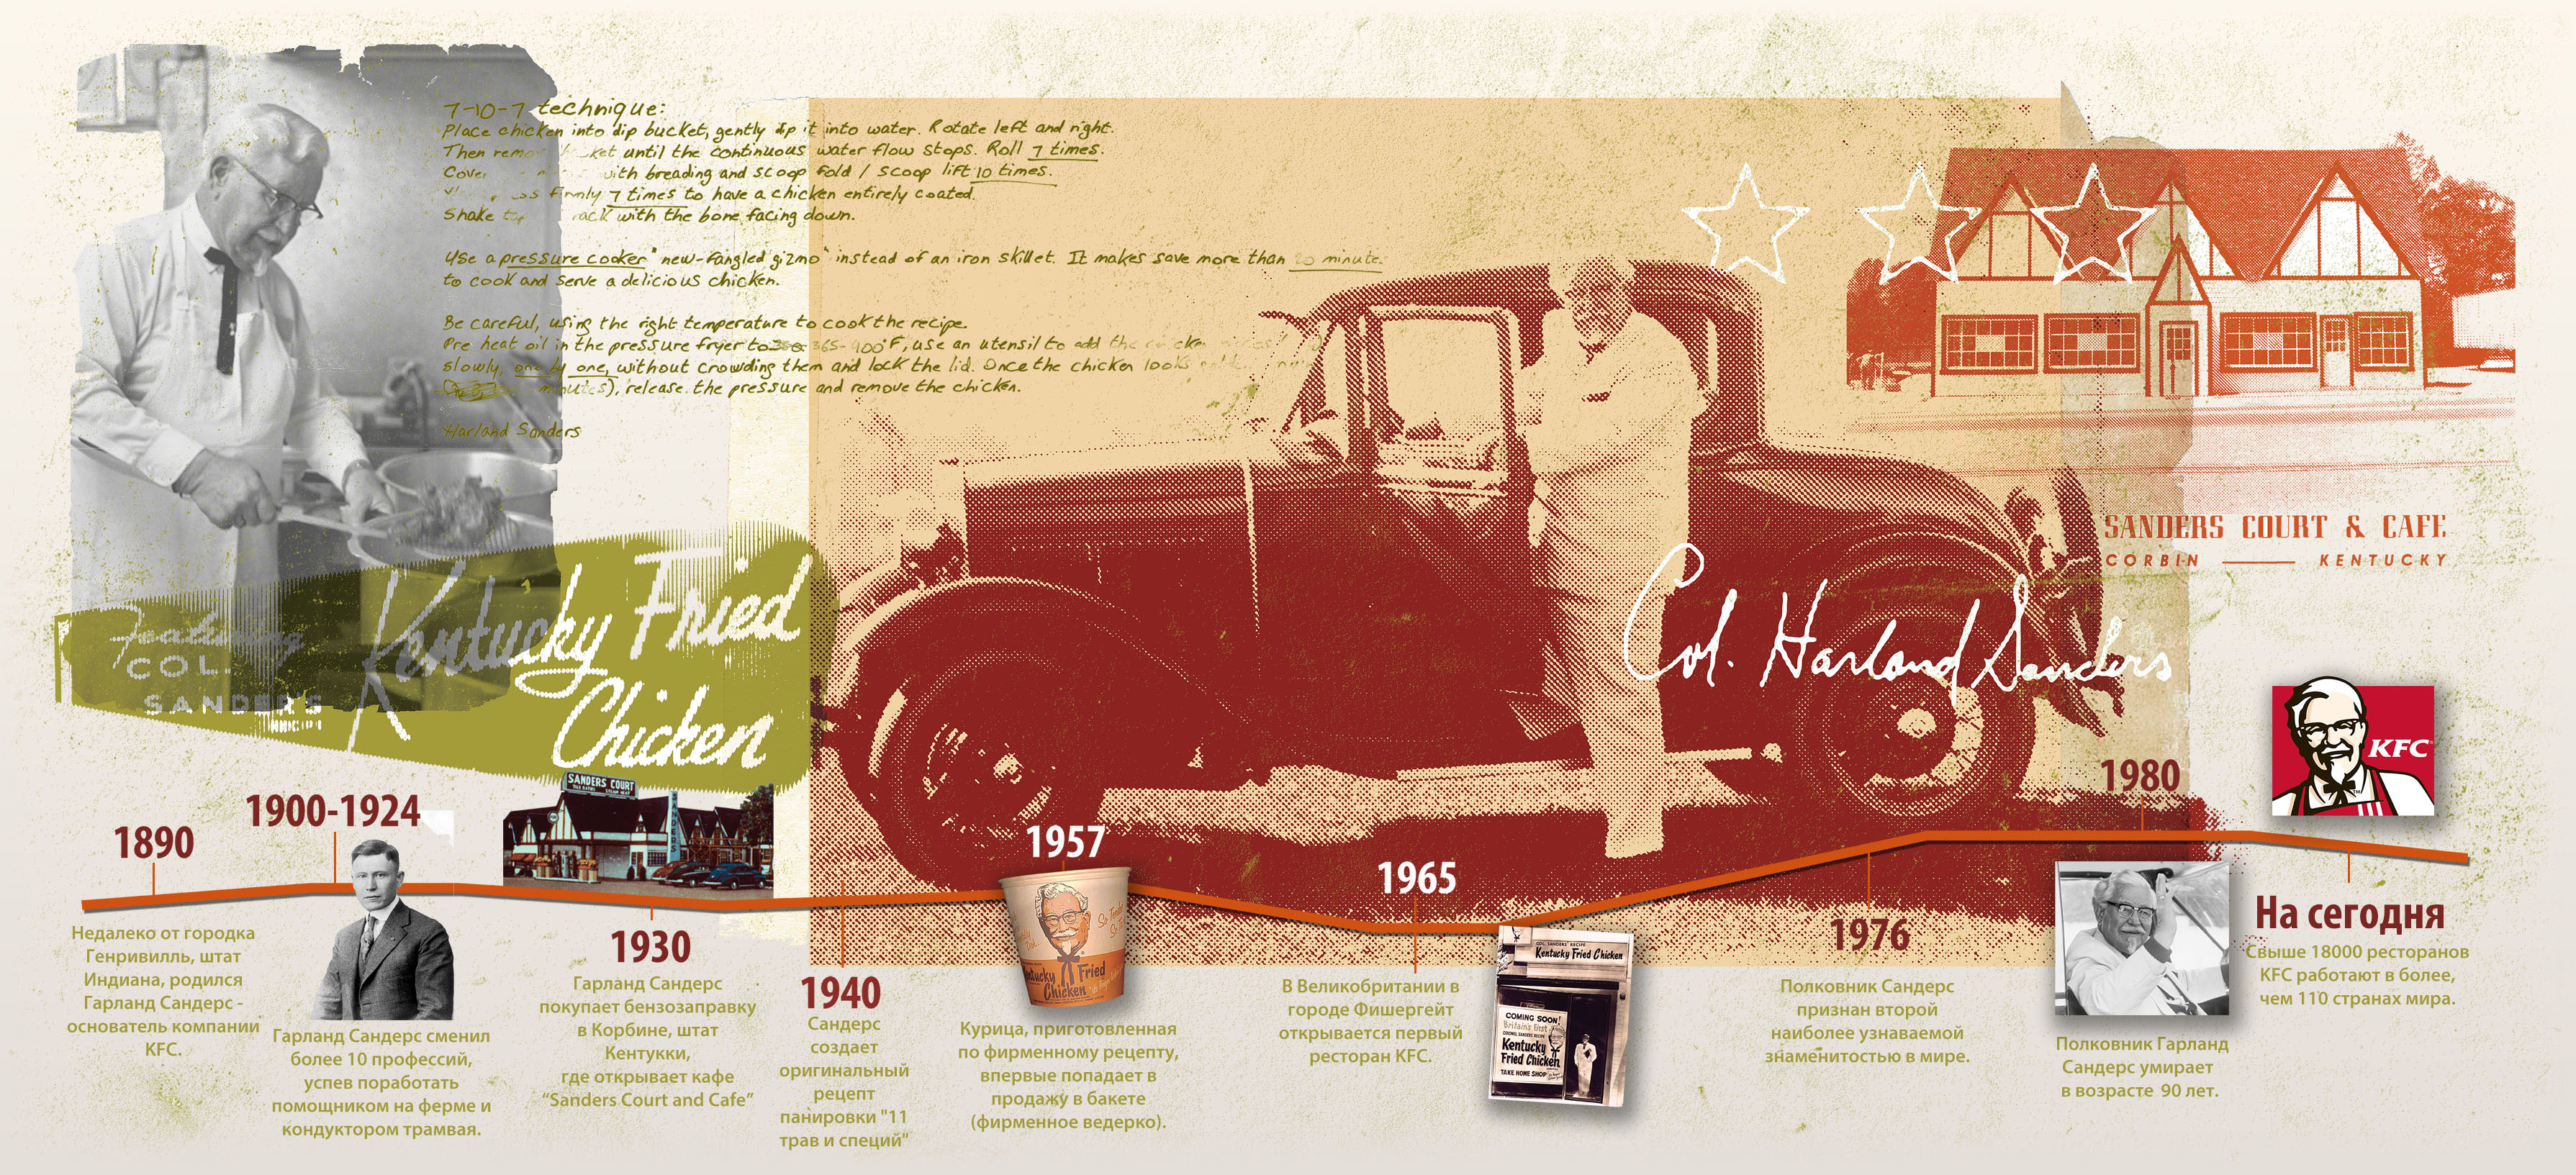 7-10-7 technique:
Place chicken into dip bucket, gently dip it into water. Rotate left and right.
Then until the continuous water flow stops. Roll 7 times.
with breading and scoop fold / scoop lift 10 times.
firmly 7 times to have a chicken entirely coated.
Shake rack with the bone facing down.
Use a pressure cooker "new-fangled gizmo" instead of an iron skillet. It makes save more than 20 minute.
to cook and serve a delicious chicken.
Be careful, using the right temperature to cook the recipe.
Pre heat oil in the pressure fryer to 365-400°F, use an utensil to add the
slowly, one by one, without crowding them and lock the lid. Once the chicken looks
minutes), release the pressure and remove the chicken.
Harland Sanders
Featuring
COL.
SANDERS
Kentucky Fried
Chicken
Col. Harland Sanders
SANDERS COURT & CAFE
CORBIN KENTUCKY
KFC
1890
Недалеко от городка
Генривилль, штат
Индиана, родился
Гарланд Сандерс -
основатель компании
KFC.
1900-1924
Гарланд Сандерс сменил
более 10 профессий,
успев поработать
помощником на ферме и
кондуктором трамвая.
SANDERS COURT
SANDERS
1930
Гарланд Сандерс
покупает бензозаправку
в Корбине, штат
Кентукки,
где открывает кафе
“Sanders Court and Cafe”
1940
Сандерс
создает
оригинальный
рецепт
панировки "11
трав и специй"
1957
Kentucky Fried
Chicken
Курица, приготовленная
по фирменному рецепту,
впервые попадает в
продажу в бакете
(фирменное ведерко).
1965
В Великобритании в
городе Фишергейт
открывается первый
ресторан KFC.
COL. SANDERS' RECIPE
Kentucky Fried Chicken
COMING SOON!
Britain's First
Kentucky
Fried Chicken
TAKE HOME SHOP
1976
Полковник Сандерс
признан второй
наиболее узнаваемой
знаменитостью в мире.
1980
Полковник Гарланд
Сандерс умирает
в возрасте 90 лет.
На сегодня
Свыше 18000 ресторанов
KFC работают в более,
чем 110 странах мира.